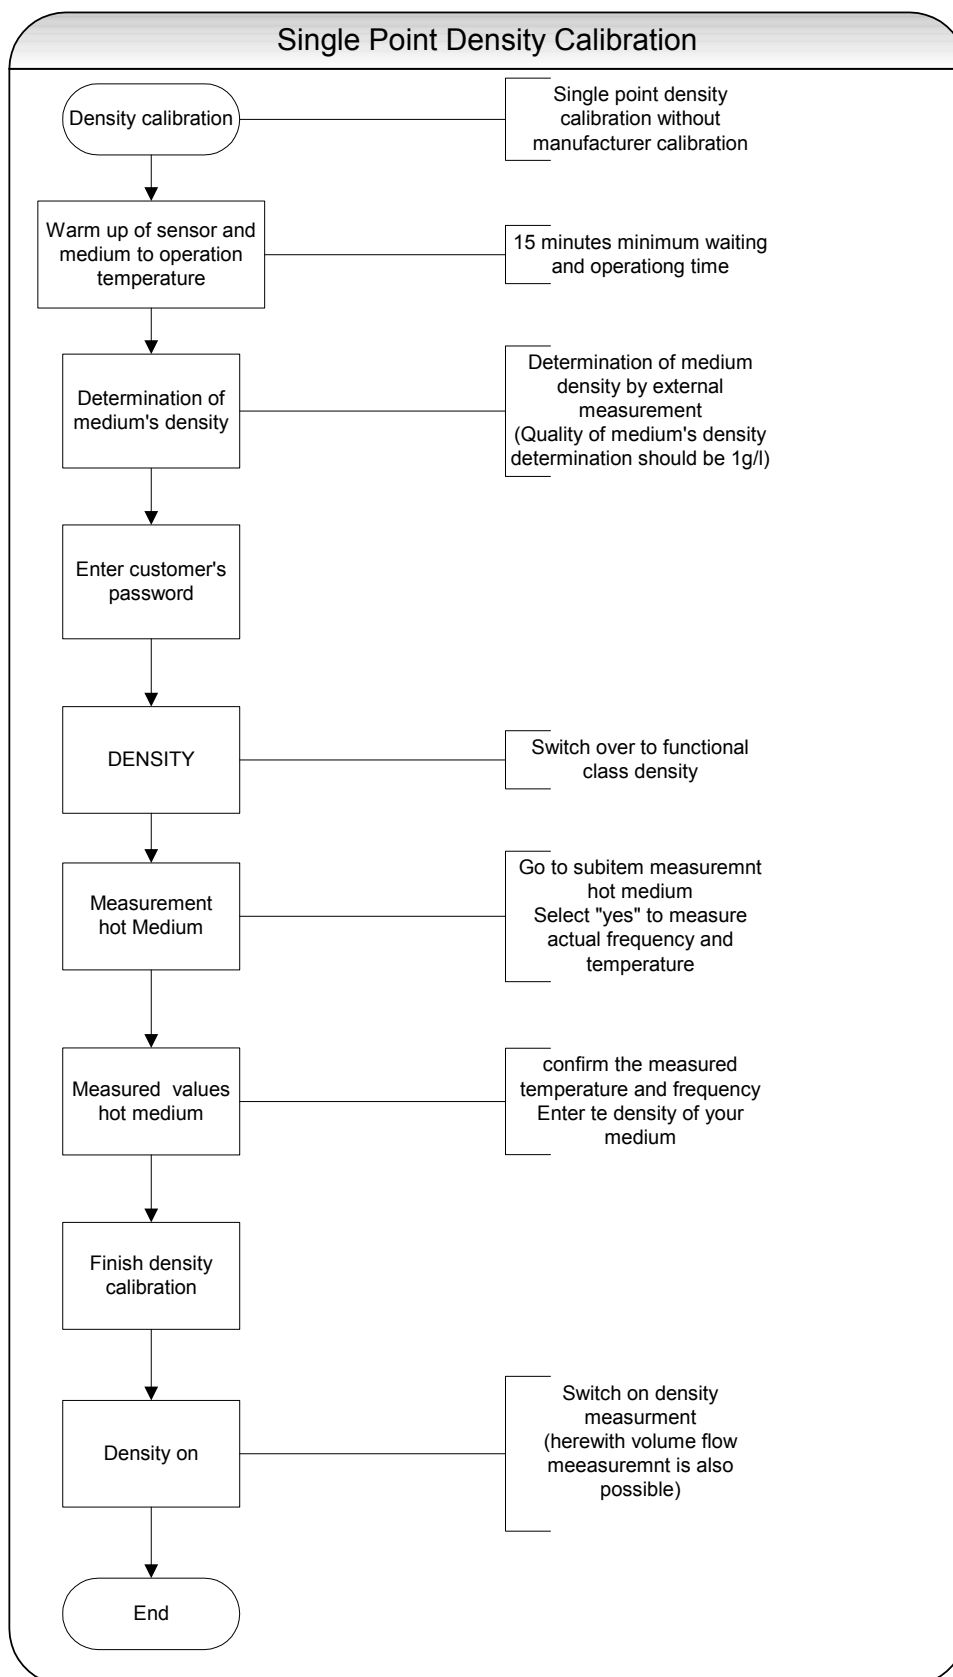 Single Point Density Calibration
Density calibration
Single point density
calibration without
manufacturer calibration
Warm up of sensor and
medium to operation
temperature
15 minutes minimum waiting
and operationg time
Determination of
medium's density
Determination of medium
density by external
measurement
(Quality of medium's density
determination should be 1g/l)
Enter customer's
password
DENSITY
Switch over to functional
class density
Measurement
hot Medium
Go to subitem measuremnt
hot medium
Select "yes" to measure
actual frequency and
temperature
Measured values
hot medium
confirm the measured
temperature and frequency
Enter te density of your
medium
Finish density
calibration
Density on
Switch on density
measurment
(herewith volume flow
meeasuremnt is also
possible)
End